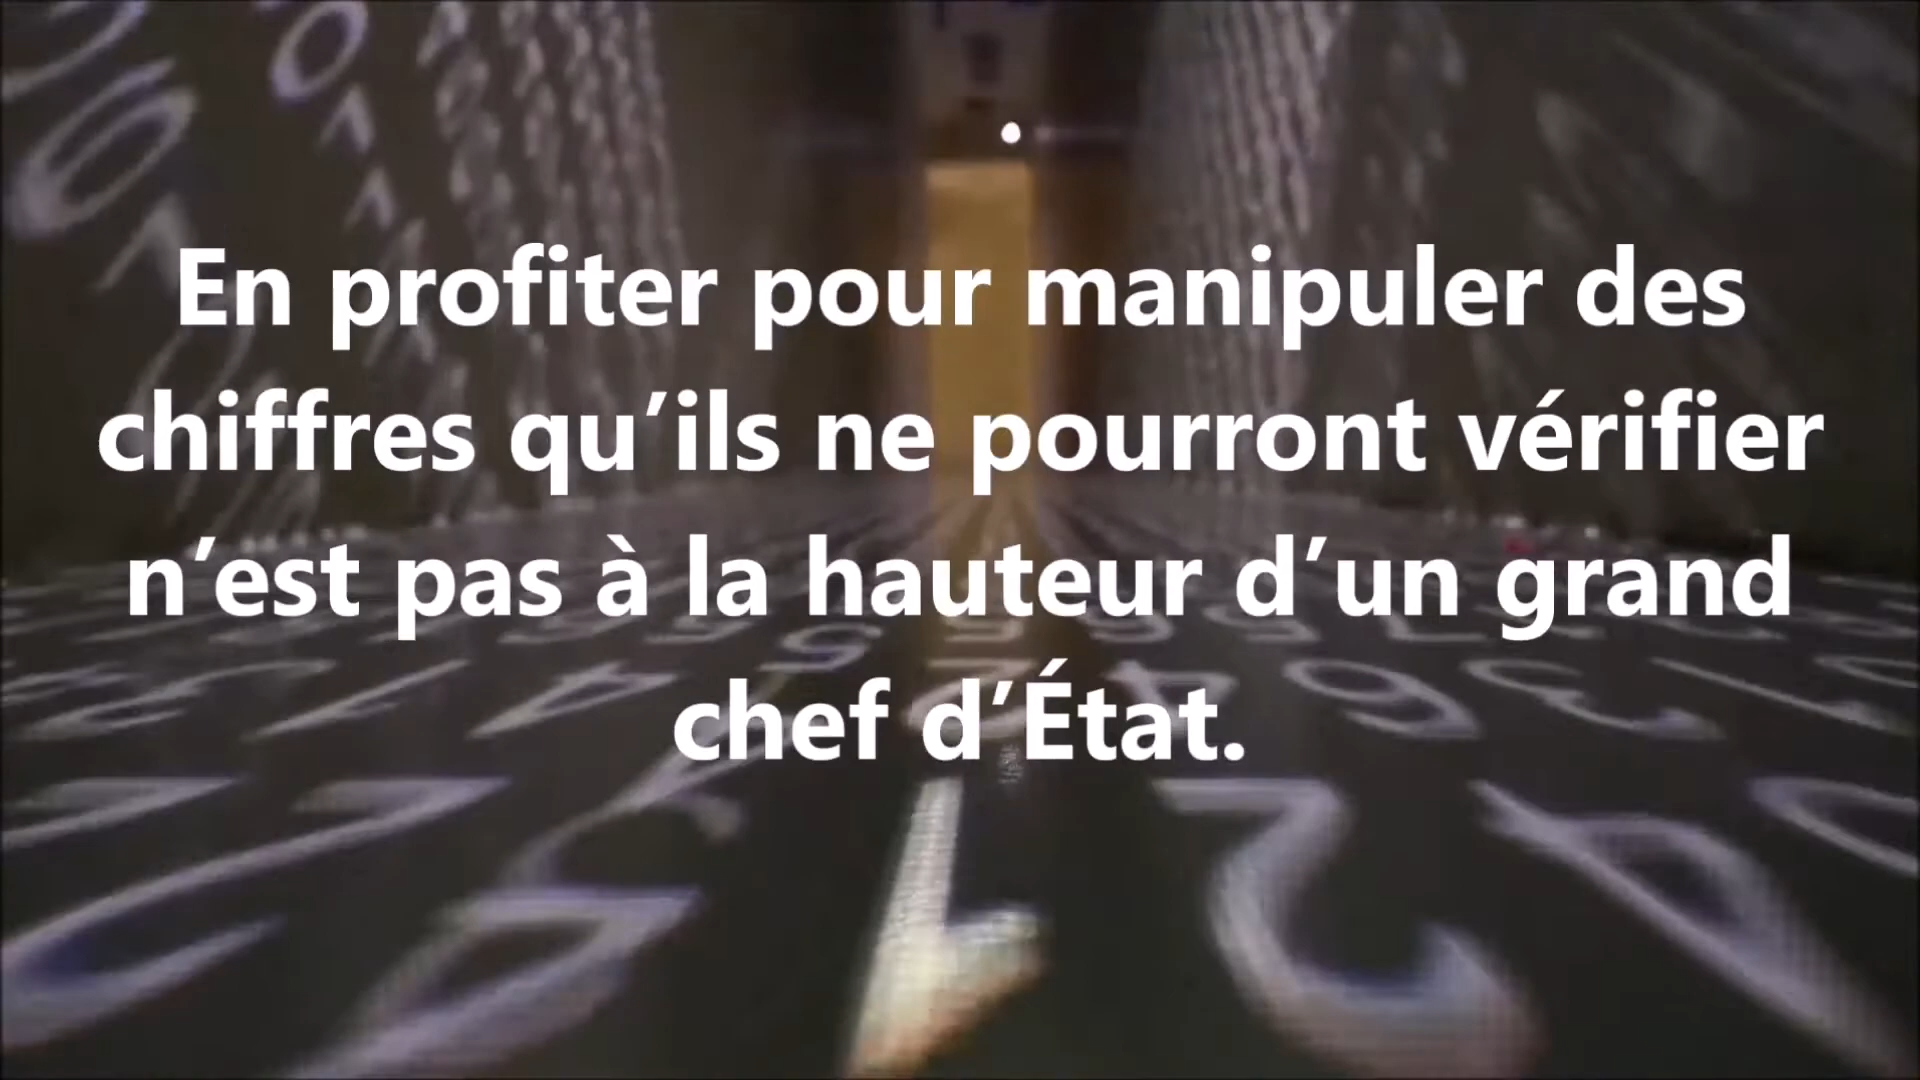 En profiter pour manipuler des
chiffres qu’ils ne pourront vérifier
n’est pas à la hauteur d’un grand
chef d’État.